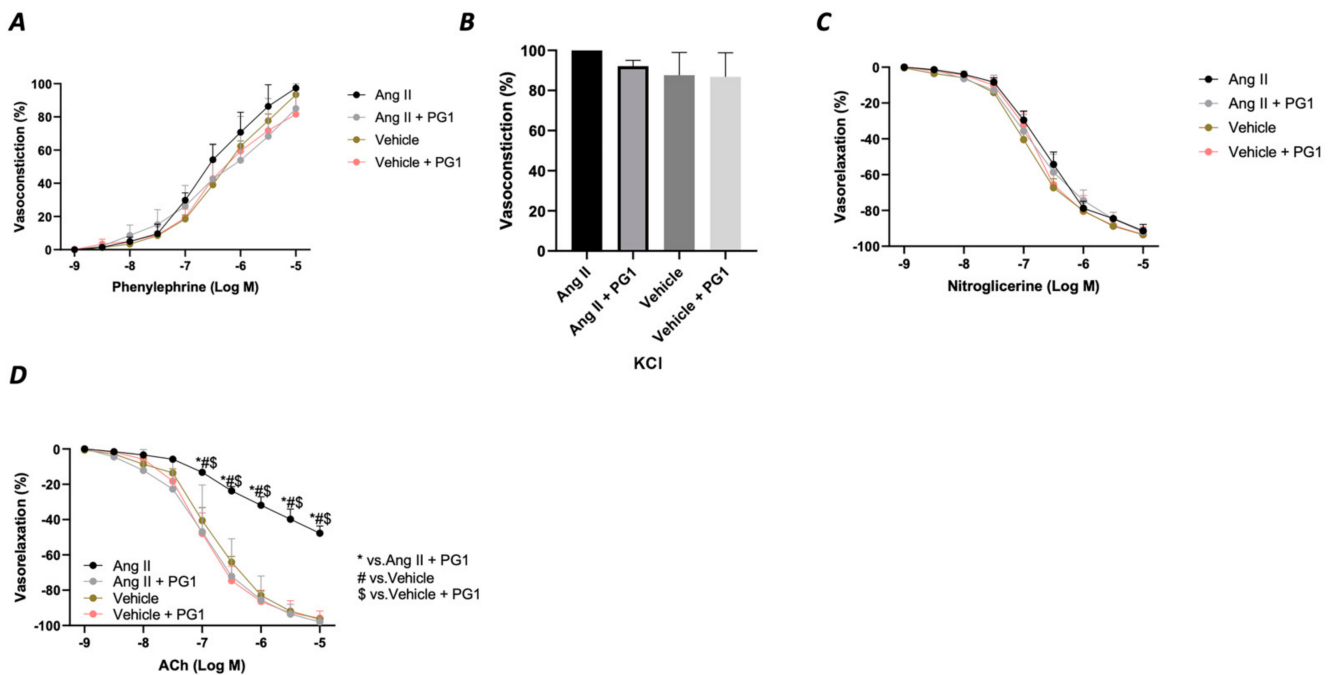 A
B
C
100
80
60
40
20
0
Vasoconstriction (%)
-9
-8
-7
-6
-5
Phenylephrine (Log M)
Ang II
Ang II + PG1
Vehicle
Vehicle + PG1
100
80
60
40
20
0
Vasoconstiction (%)
Ang II
Ang II + PG1
Vehicle
Vehicle + PG1
KCl
0
-20
-40
-60
-80
-100
Vasorelaxation (%)
-9
-8
-7
-6
-5
Nitroglicerine (Log M)
Ang II
Ang II + PG1
Vehicle
Vehicle + PG1
D
0
-20
-40
-60
-80
-100
Vasorelaxation (%)
*#$
*#$
*#$
*#$
*#$
Ang II
Ang II + PG1
Vehicle
Vehicle + PG1
-9
-8
-7
-6
-5
ACh (Log M)
* vs.Ang II + PG1
# vs.Vehicle
$ vs.Vehicle + PG1